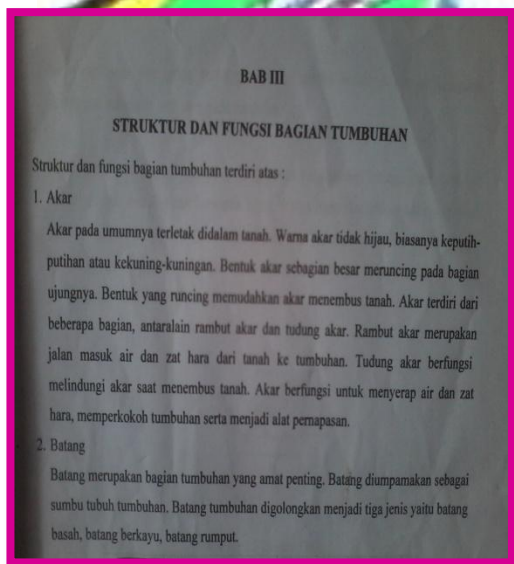 BAB III
STRUKTUR DAN FUNGSI BAGIAN TUMBUHAN
Struktur dan fungsi bagian tumbuhan terdiri atas :
1. Akar
Akar pada umumnya terletak didalam tanah. Warna akar tidak hijau, biasanya keputih-
putihan atau kekuning-kuningan. Bentuk akar sebagian besar meruncing pada bagian
ujungnya. Bentuk yang runcing memudahkan akar menembus tanah. Akar terdiri dari
beberapa bagian, antaralain rambut akar dan tudung akar. Rambut akar merupakan
jalan masuk air dan zat hara dari tanah ke tumbuhan. Tudung akar berfungsi
melindungi akar saat menembus tanah. Akar berfungsi untuk menyerap air dan zat
hara, memperkokoh tumbuhan serta menjadi alat pernapasan.
2. Batang
Batang merupakan bagian tumbuhan yang amat penting. Batang diumpamakan sebagai
sumbu tubuh tumbuhan. Batang tumbuhan digolongkan menjadi tiga jenis yaitu batang
basah, batang berkayu, batang rumput.